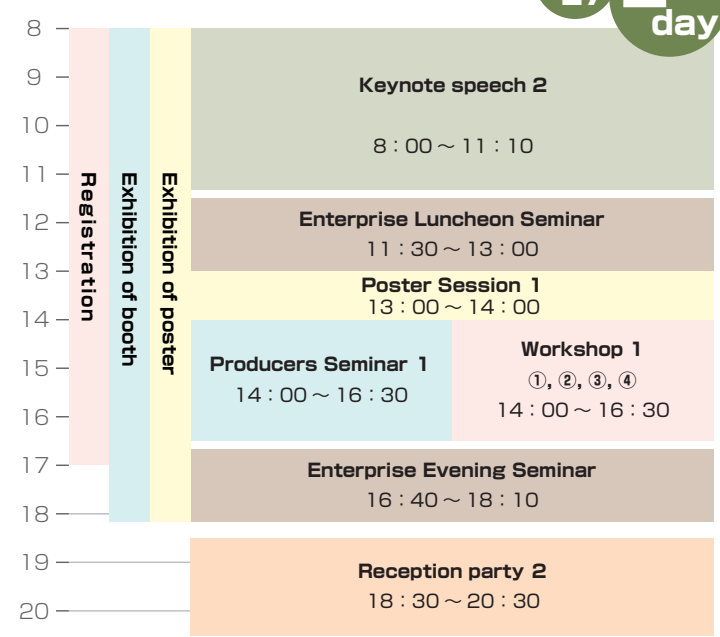 day
8
9
10
11
12
13
14
15
16
17
18
19
20
Registration
Exhibition of booth
Exhibition of poster
Keynote speech 2
8：00～11：10
Enterprise Luncheon Seminar
11：30～13：00
Poster Session 1
13：00～14：00
Producers Seminar 1
14：00～16：30
Workshop 1
①, ②, ③, ④
14：00～16：30
Enterprise Evening Seminar
16：40～18：10
Reception party 2
18：30～20：30